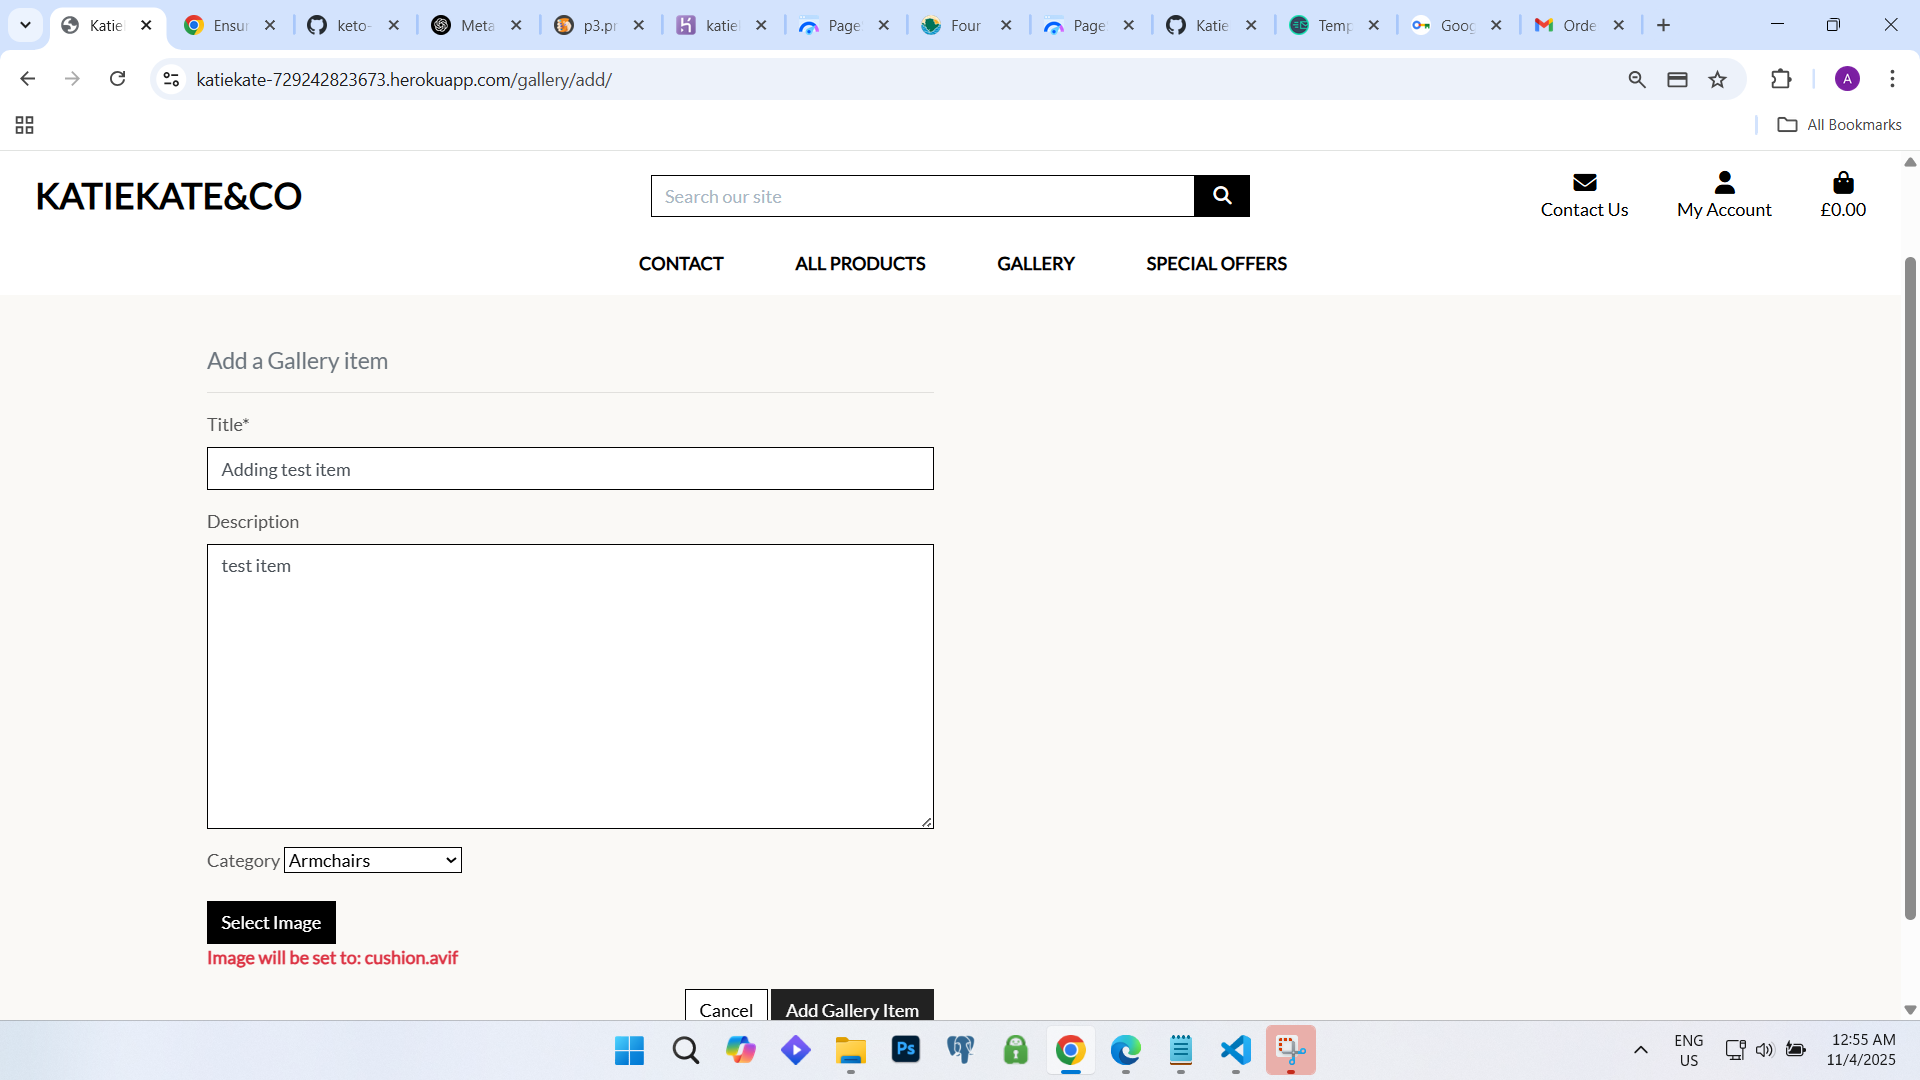 Katie
Ensur
keto-
Meta
p3.pr
katiel
Page
Four
Page
Katie
Temp
Goog
Orde
katiekate-729242823673.herokuapp.com/gallery/add/
A
All Bookmarks
KATIEKATE&CO
Search our site
Contact Us
My Account
£0.00
CONTACT
ALL PRODUCTS
GALLERY
SPECIAL OFFERS
Add a Gallery item
Title*
Adding test item
Description
test item
Category Armchairs
Select Image
Image will be set to: cushion.avif
Cancel
Add Gallery Item
Ps
ENG
US
12:55 AM
11/4/2025